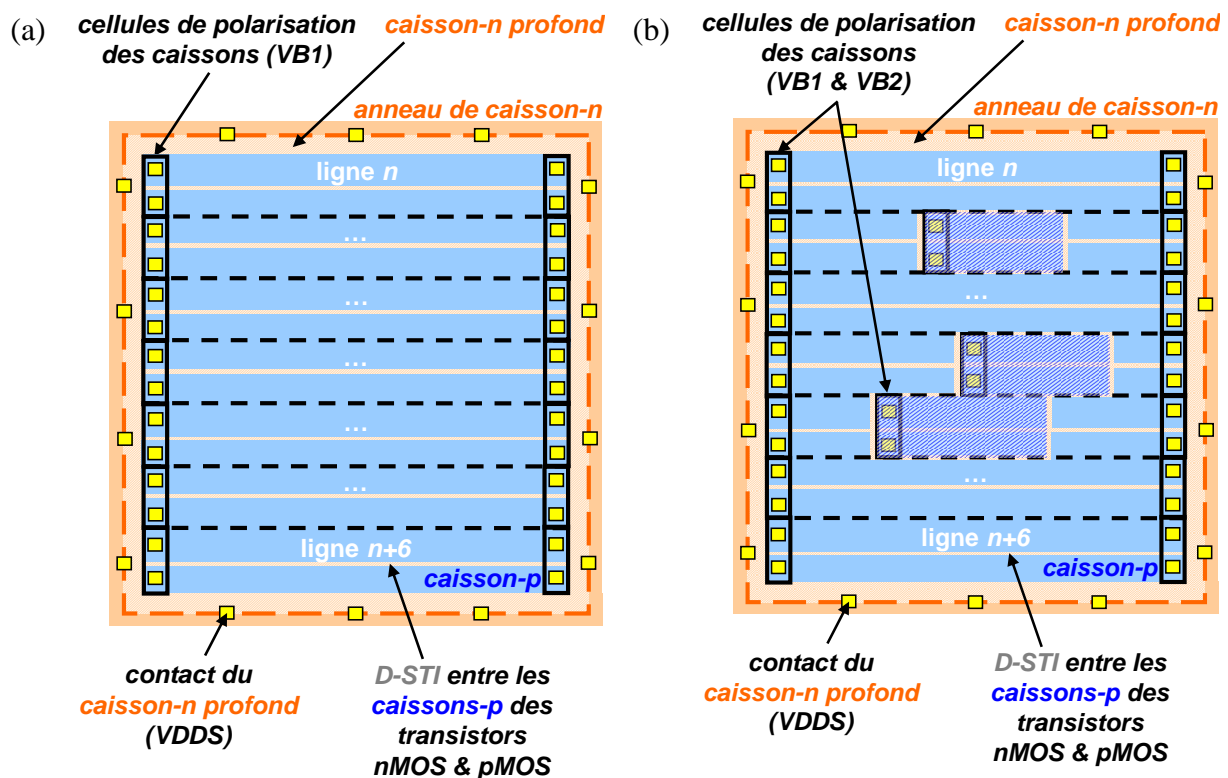 (a)
cellules de polarisation
des caissons (VB1)
caisson-n profond
anneau de caisson-n
ligne n
...
...
...
...
...
ligne n+6
caisson-p
contact du
caisson-n profond
(VDDS)
D-STI entre les
caissons-p des
transistors
nMOS & pMOS
(b)
cellules de polarisation
des caissons
(VB1 & VB2)
caisson-n profond
anneau de caisson-n
ligne n
...
...
ligne n+6
caisson-p
contact du
caisson-n profond
(VDDS)
D-STI entre les
caissons-p des
transistors
nMOS & pMOS